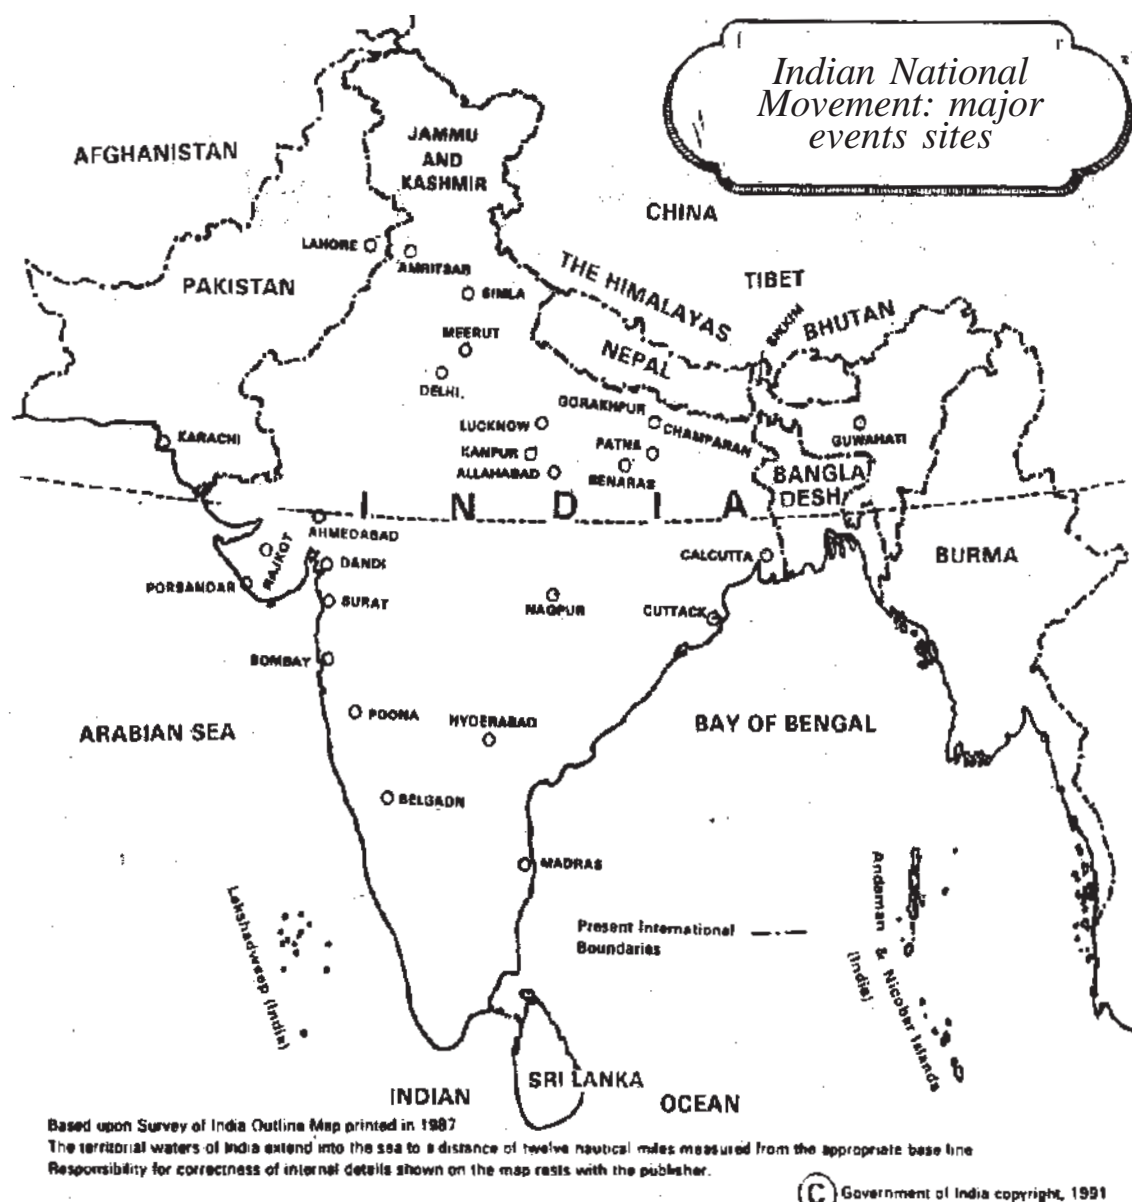 Indian National
Movement: major
events sites
AFGHANISTAN
JAMMU
AND
KASHMIR
CHINA
LAHORE
AMRITSAR
THE HIMALAYAS
TIBET
PAKISTAN
SIMLA
SIKKIM
BHUTAN
MEERUT
NEPAL
DELHI
GORAKHPUR
LUCKNOW
CHAMPARAN
KARACHI
GUWAHATI
KANPUR
PATNA
ALLAHABAD
BENARAS
BANGLA
DESH
INDIA
AHMEDABAD
RAJKOT
DANDI
CALCUTTA
BURMA
PORBANDAR
SURAT
NAGPUR
CUTTACK
BOMBAY
POONA
HYDERABAD
ARABIAN SEA
BAY OF BENGAL
MADRAS
Lakshadweep (India)
Present International
Boundaries
Andaman & Nicobar Islands
(India)
SRI LANKA
INDIAN
OCEAN
Based upon Survey of India Outline Map printed in 1987
The territorial waters of India extend into the sea to a distance of twelve nautical miles measured from the appropriate base line
Responsibility for correctness of internal details shown on the map rests with the publisher.
© Government of India copyright, 1991